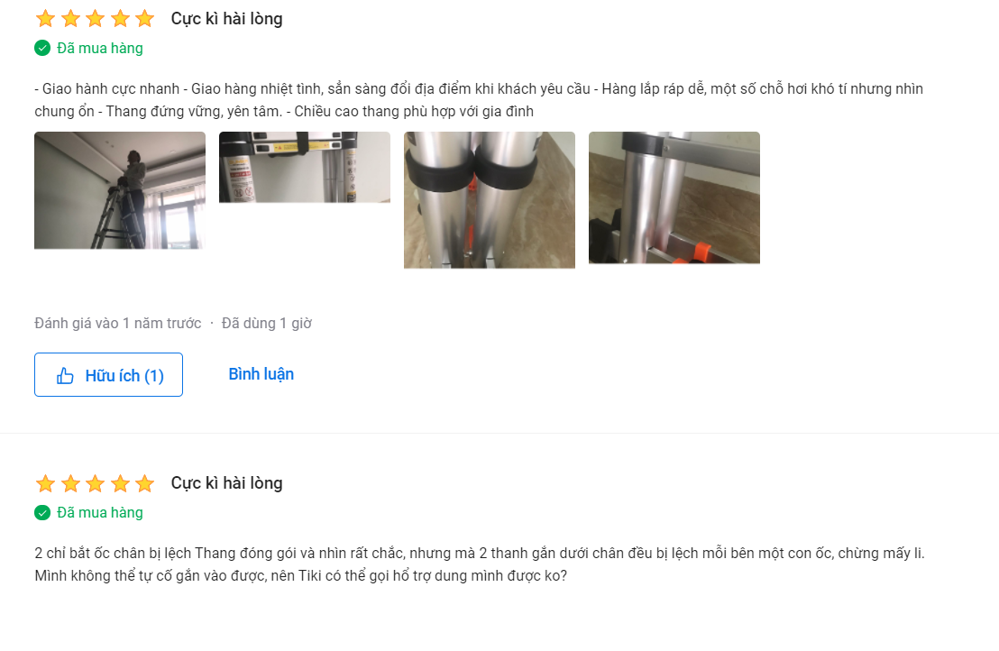 Cực kì hài lòng
Đã mua hàng
- Giao hành cực nhanh - Giao hàng nhiệt tình, sẳn sàng đổi địa điểm khi khách yêu cầu - Hàng lắp ráp dễ, một số chỗ hơi khó tí nhưng nhìn
chung ổn - Thang đứng vững, yên tâm. - Chiều cao thang phù hợp với gia đình
Đánh giá vào 1 năm trước · Đã dùng 1 giờ
Hữu ích (1)
Bình luận
Cực kì hài lòng
Đã mua hàng
2 chỉ bắt ốc chân bị lệch Thang đóng gói và nhìn rất chắc, nhưng mà 2 thanh gắn dưới chân đều bị lệch mỗi bên một con ốc, chừng mấy li.
Mình không thể tự cố gắn vào được, nên Tiki có thể gọi hổ trợ dung mình được ko?